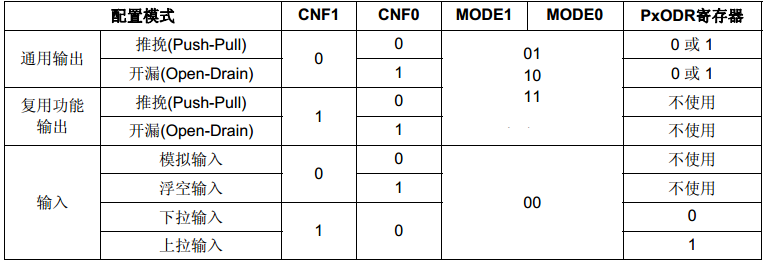 配置模式 CNF1 CNF0 MODE1 MODE0 PxODR寄存器
通用输出 推挽(Push-Pull) 0 0 01 10 11 0 或 1
开漏(Open-Drain) 1 0 或 1
复用功能输出 推挽(Push-Pull) 1 0 不使用
开漏(Open-Drain) 1 不使用
输入 模拟输入 0 0 00 不使用
浮空输入 1 不使用
下拉输入 1 0 0
上拉输入 1